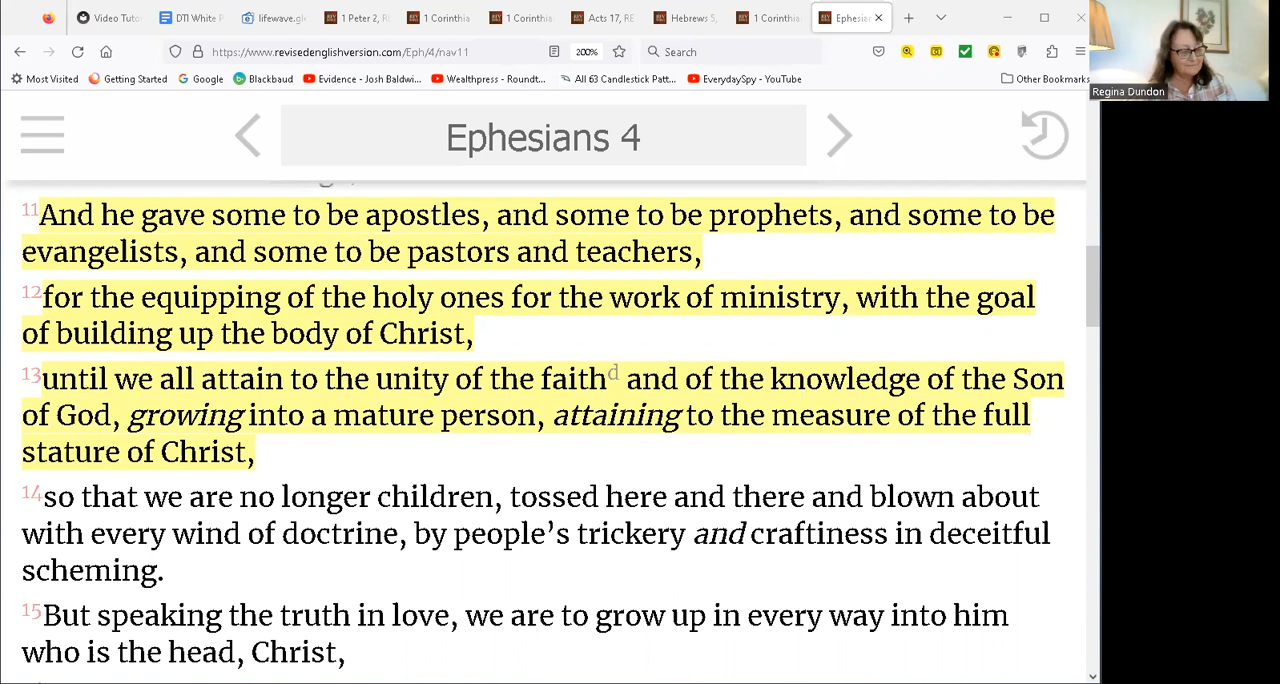 Video Tuto
DTI White P
lifewave.gl
1 Peter 2, RE
1 Corinthia
1 Corinthia
Acts 17, RE
Hebrews 5,
1 Corinthia
Ephesia
https://www.revisedenglishversion.com/Eph/4/nav11
200%
Search
Most Visited
Getting Started
Google
Blackbaud
Evidence - Josh Baldwi...
Wealthpress - Roundt...
All 63 Candlestick Patt...
EverydaySpy - YouTube
Other Bookmarks
Regina Dundon
Ephesians 4
11And he gave some to be apostles, and some to be prophets, and some to be
evangelists, and some to be pastors and teachers,
12for the equipping of the holy ones for the work of ministry, with the goal
of building up the body of Christ,
13until we all attain to the unity of the faithd and of the knowledge of the Son
of God, growing into a mature person, attaining to the measure of the full
stature of Christ,
14so that we are no longer children, tossed here and there and blown about
with every wind of doctrine, by people’s trickery and craftiness in deceitful
scheming.
15But speaking the truth in love, we are to grow up in every way into him
who is the head, Christ,